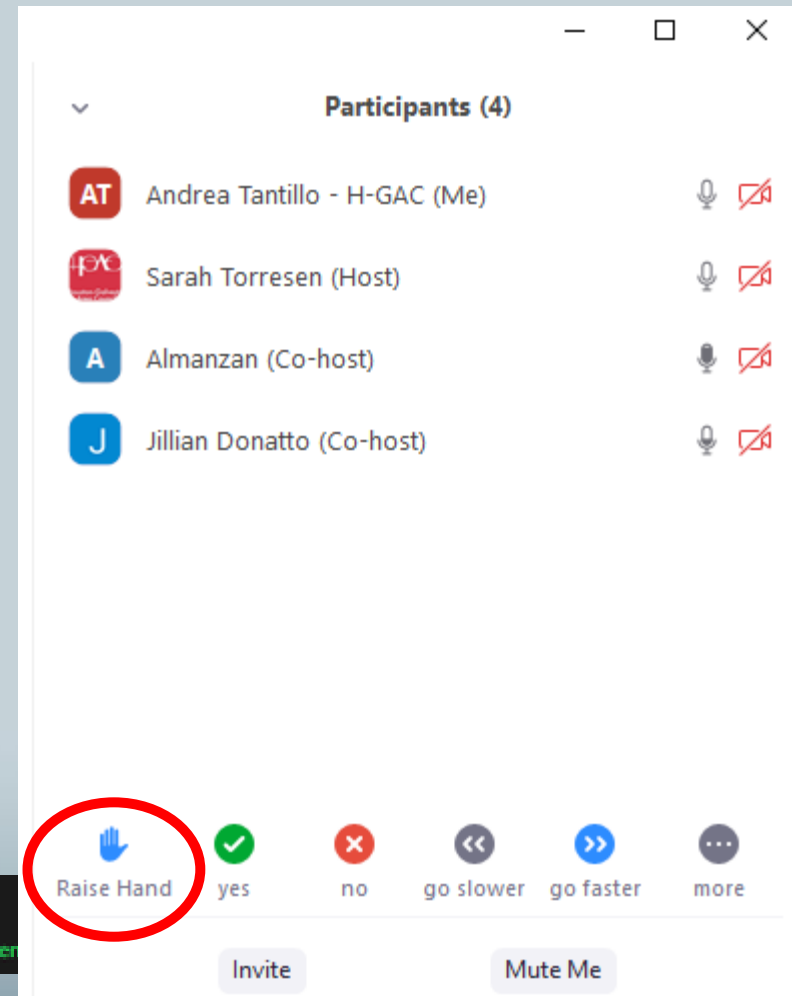 Participants (4)
AT Andrea Tantillo - H-GAC (Me)
Sarah Torresen (Host)
A Almanzan (Co-host)
J Jillian Donatto (Co-host)
Raise Hand yes no go slower go faster more
Invite Mute Me